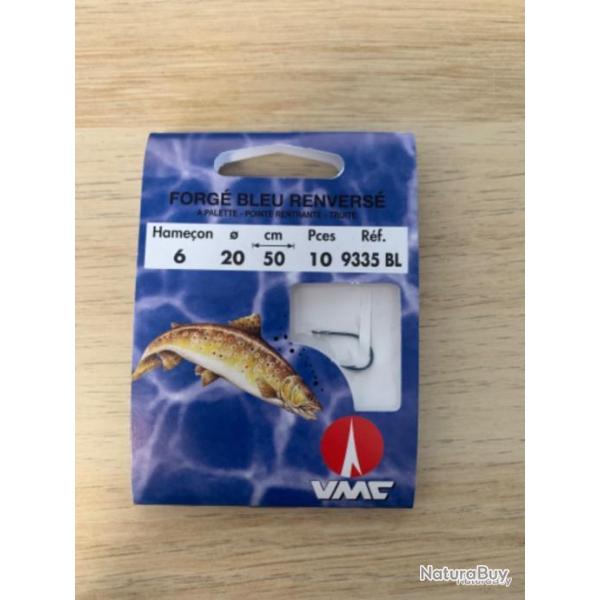 FORGÉ BLEU RENVERSÉ
A PALETTE - POINTE RENTRANTE - TRUITE
Hameçon ø cm Pces Réf.
6 20 50 10 9335 BL
VMC
NaturaBuy